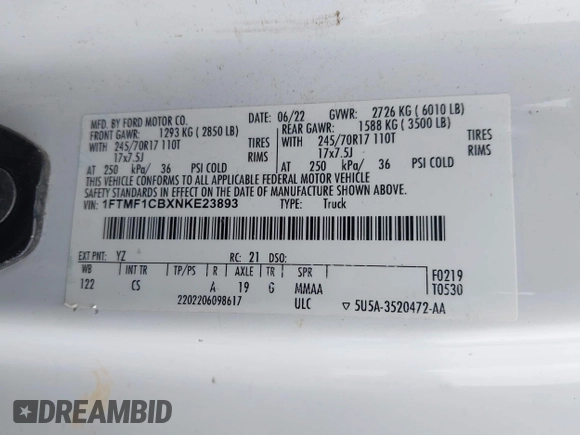 MFD. BY FORD MOTOR CO.
DATE: 06/22 GVWR: 2726 KG ( 6010 LB)
FRONT GAWR: 1293 KG ( 2850 LB)
REAR GAWR: 1588 KG ( 3500 LB)
WITH 245/70R17 110T TIRES
WITH 245/70R17 110T TIRES
17x7.5J RIMS
17x7.5J RIMS
AT 250 kPa/ 36 PSI COLD
AT 250 kPa/ 36 PSI COLD
THIS VEHICLE CONFORMS TO ALL APPLICABLE FEDERAL MOTOR VEHICLE
SAFETY STANDARDS IN EFFECT ON THE DATE OF MANUFACTURE SHOWN ABOVE.
VIN: 1FTMF1CBXNKE23893 TYPE: Truck
EXT PNT: YZ RC: 21 DSO:
WB INT TR TP/PS R AXLE TR SPR
122 CS A 19 G MMAA
F0219
T0530
2202206098617 ULC ▽ 5U5A-3520472-AA
DREAMBID